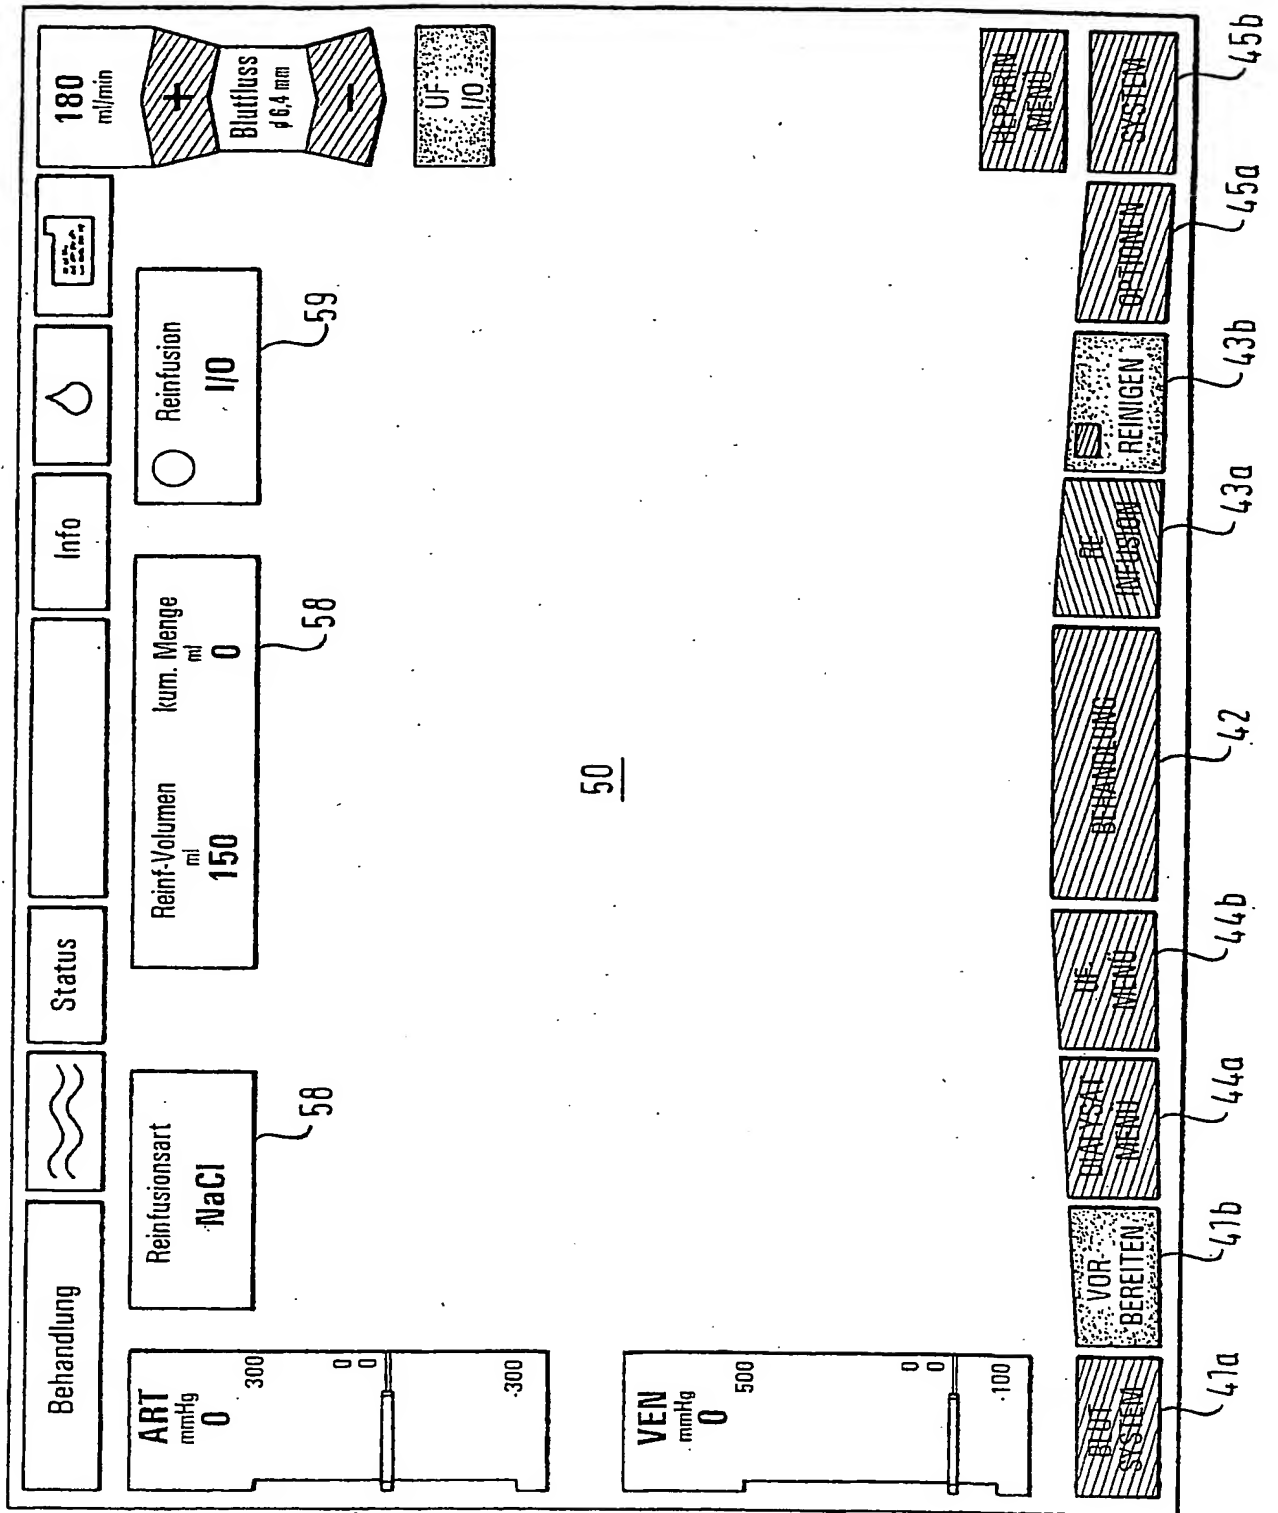 Behandlung
Status
Info
180
ml/min
+
Blutfluss
ϕ 6,4 mm
–
UF
I/O
Reinfusionsart
NaCl
58
Reinf-Volumen
ml
150
kum. Menge
ml
0
58
Reinfusion
I/O
59
ART
mmHg
0
300
0
0
-300
VEN
mmHg
0
500
0
0
-100
50
HEPARIN
MENÜ
BLUT
SYSTEM
VOR-
BEREITEN
DIALYSAT
MENÜ
UF-
MENÜ
BEHANDLUNG
RE-
INFUSION
REINIGEN
OPTIONEN
SYSTEM
41a
41b
44a
44b
42
43a
43b
45a
45b